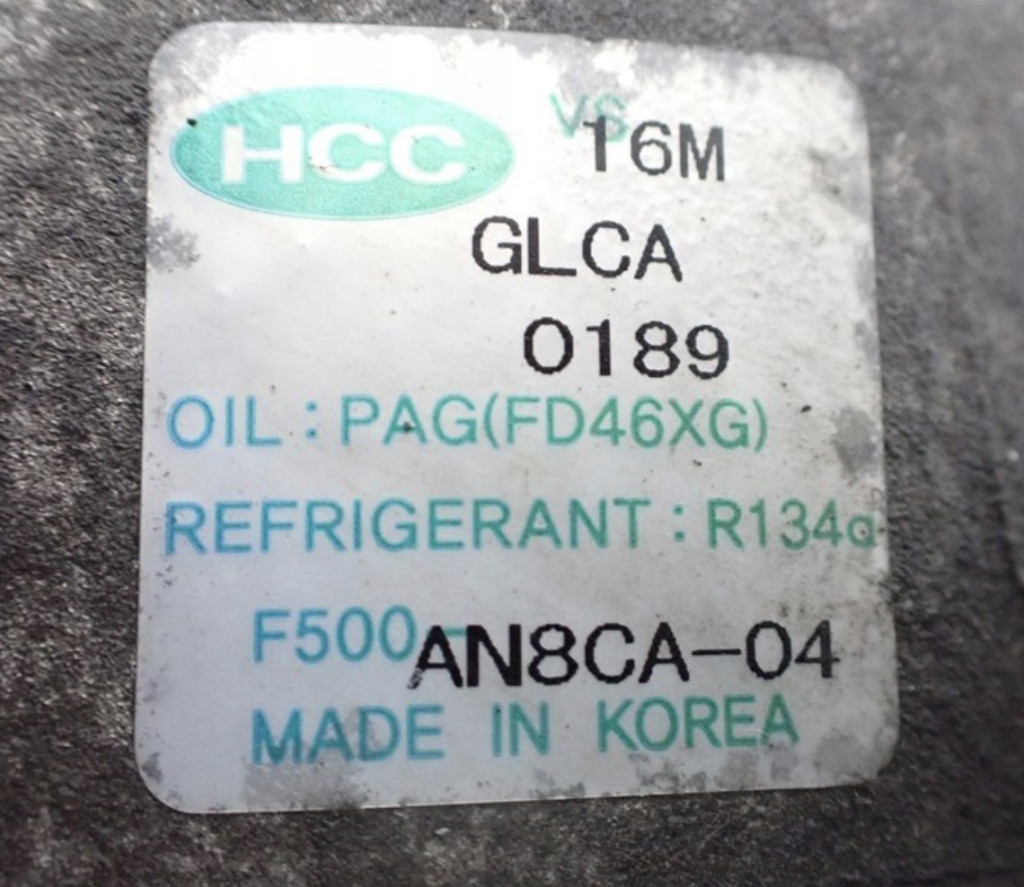 HCC VS 16M
GLCA
0189
OIL : PAG(FD46XG)
REFRIGERANT : R134a
F500-AN8CA-04
MADE IN KOREA